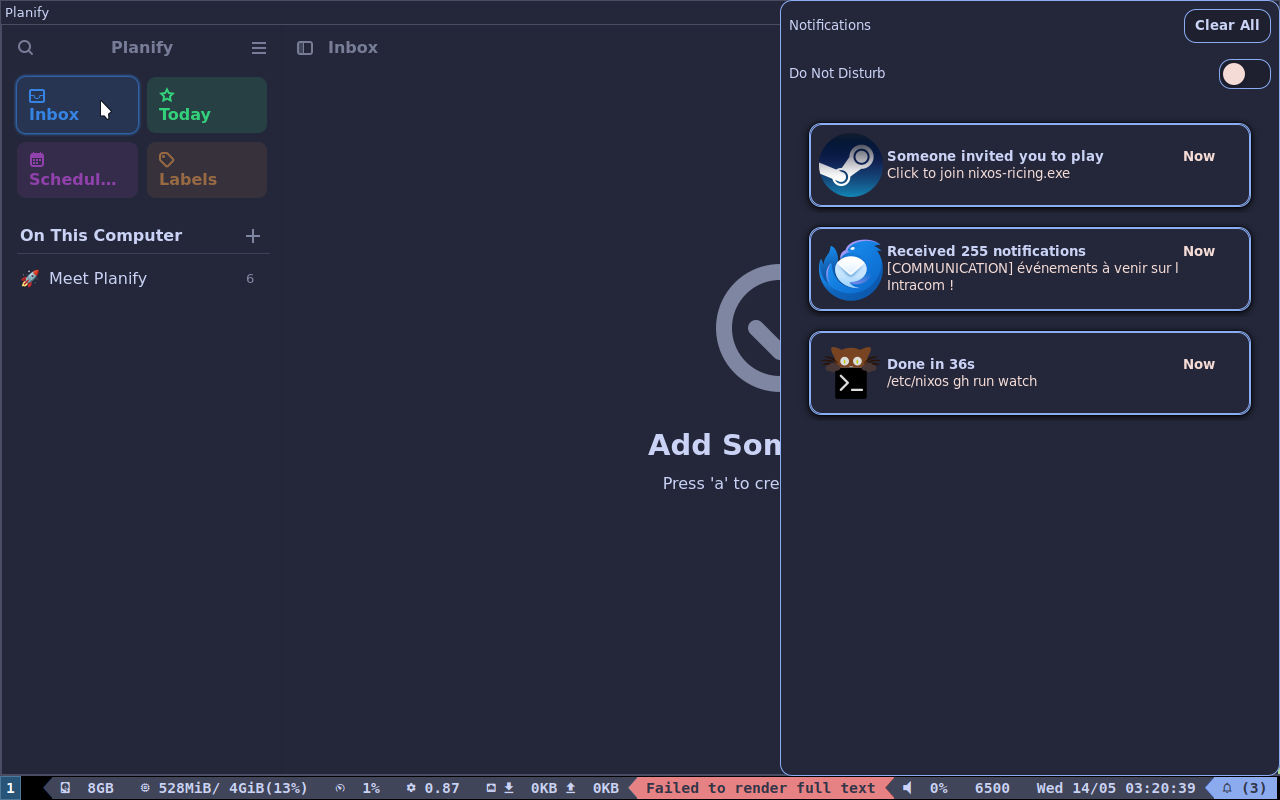 Planify
Planify
Inbox
Inbox
Today
Schedul...
Labels
On This Computer
🚀 Meet Planify 6
Add Som
Press 'a' to cre
Notifications
Clear All
Do Not Disturb
Someone invited you to play Now
Click to join nixos-ricing.exe
Received 255 notifications Now
[COMMUNICATION] événements à venir sur l
Intracom !
Done in 36s Now
/etc/nixos gh run watch
1 8GB 528MiB/ 4GiB(13%) 1% 0.87 0KB 0KB Failed to render full text 0% 6500 Wed 14/05 03:20:39 (3)